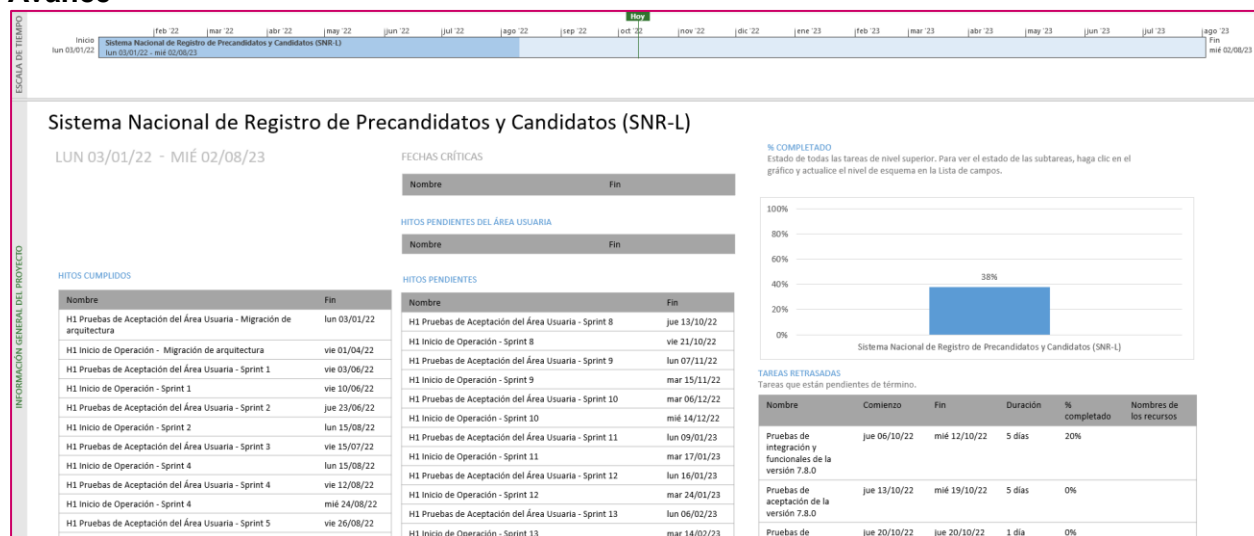 Avance
ESCALA DE TIEMPO
Hoy
feb '22 mar '22 abr '22 may '22 jun '22 jul '22 ago '22 sep '22 oct '22 nov '22 dic '22 ene '23 feb '23 mar '23 abr '23 may '23 jun '23 jul '23 ago '23
Inicio
lun 03/01/22
Sistema Nacional de Registro de Precandidatos y Candidatos (SNR-L)
lun 03/01/22 - mié 02/08/23
Fin
mié 02/08/23
INFORMACIÓN GENERAL DEL PROYECTO
Sistema Nacional de Registro de Precandidatos y Candidatos (SNR-L)
LUN 03/01/22 - MIÉ 02/08/23
HITOS CUMPLIDOS
Nombre Fin
H1 Pruebas de Aceptación del Área Usuaria - Migración de lun 03/01/22
arquitectura
H1 Inicio de Operación - Migración de arquitectura vie 01/04/22
H1 Pruebas de Aceptación del Área Usuaria - Sprint 1 vie 03/06/22
H1 Inicio de Operación - Sprint 1 vie 10/06/22
H1 Pruebas de Aceptación del Área Usuaria - Sprint 2 jue 23/06/22
H1 Inicio de Operación - Sprint 2 lun 15/08/22
H1 Pruebas de Aceptación del Área Usuaria - Sprint 3 vie 15/07/22
H1 Inicio de Operación - Sprint 4 lun 15/08/22
H1 Pruebas de Aceptación del Área Usuaria - Sprint 4 vie 12/08/22
H1 Inicio de Operación - Sprint 4 mié 24/08/22
H1 Pruebas de Aceptación del Área Usuaria - Sprint 5 vie 26/08/22
FECHAS CRÍTICAS
Nombre Fin
HITOS PENDIENTES DEL ÁREA USUARIA
Nombre Fin
HITOS PENDIENTES
Nombre Fin
H1 Pruebas de Aceptación del Área Usuaria - Sprint 8 jue 13/10/22
H1 Inicio de Operación - Sprint 8 vie 21/10/22
H1 Pruebas de Aceptación del Área Usuaria - Sprint 9 lun 07/11/22
H1 Inicio de Operación - Sprint 9 mar 15/11/22
H1 Pruebas de Aceptación del Área Usuaria - Sprint 10 mar 06/12/22
H1 Inicio de Operación - Sprint 10 mié 14/12/22
H1 Pruebas de Aceptación del Área Usuaria - Sprint 11 lun 09/01/23
H1 Inicio de Operación - Sprint 11 mar 17/01/23
H1 Pruebas de Aceptación del Área Usuaria - Sprint 12 lun 16/01/23
H1 Inicio de Operación - Sprint 12 mar 24/01/23
H1 Pruebas de Aceptación del Área Usuaria - Sprint 13 lun 06/02/23
H1 Inicio de Operación - Sprint 13 mar 14/02/23
% COMPLETADO
Estado de todas las tareas de nivel superior. Para ver el estado de las subtareas, haga clic en el
gráfico y actualice el nivel de esquema en la Lista de campos.
100%
80%
60%
40%
20%
0%
38%
Sistema Nacional de Registro de Precandidatos y Candidatos (SNR-L)
TAREAS RETRASADAS
Tareas que están pendientes de término.
Nombre Comienzo Fin Duración % Nombres de
completado los recursos
Pruebas de jue 06/10/22 mié 12/10/22 5 días 20%
integración y
funcionales de la
versión 7.8.0
Pruebas de jue 13/10/22 mié 19/10/22 5 días 0%
aceptación de la
versión 7.8.0
Pruebas de jue 20/10/22 jue 20/10/22 1 día 0%